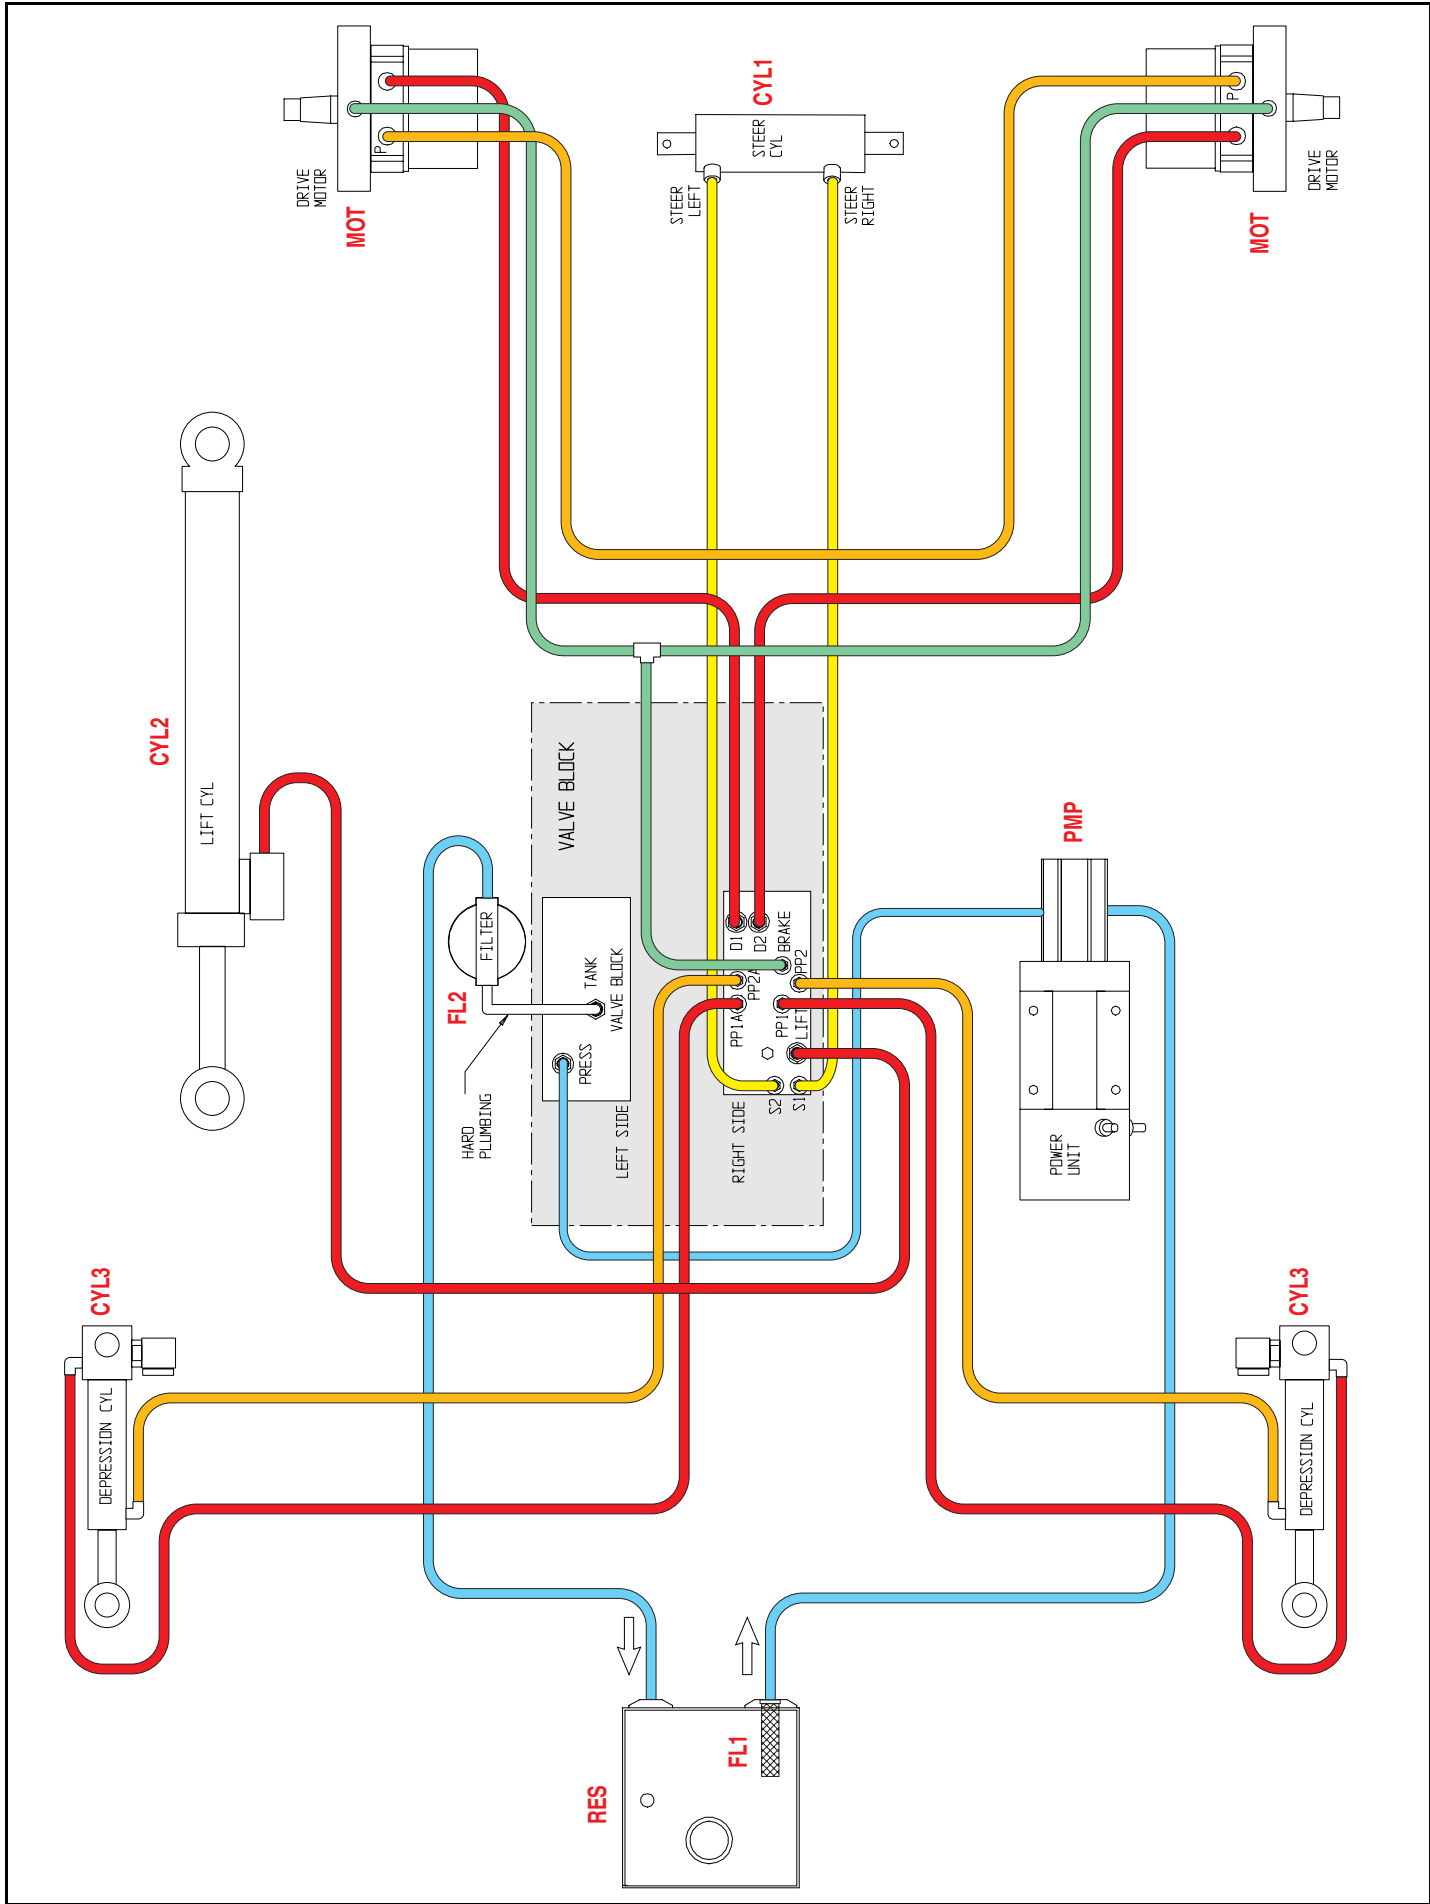 CYL1
STEER
CYL
STEER
LEFT
STEER
RIGHT
DRIVE
MOTOR
MOT
P
DRIVE
MOTOR
MOT
P
CYL2
LIFT CYL
VALVE BLOCK
FILTER
FL2
HARD
PLUMBING
TANK
VALVE BLOCK
PRESS
LEFT SIDE
RIGHT SIDE
D1
D2
BRAKE
PP2A
PP2
PP1A
PP1
LIFT
S2
S1
PMP
POWER
UNIT
CYL3
DEPRESSION CYL
CYL3
DEPRESSION CYL
RES
FL1